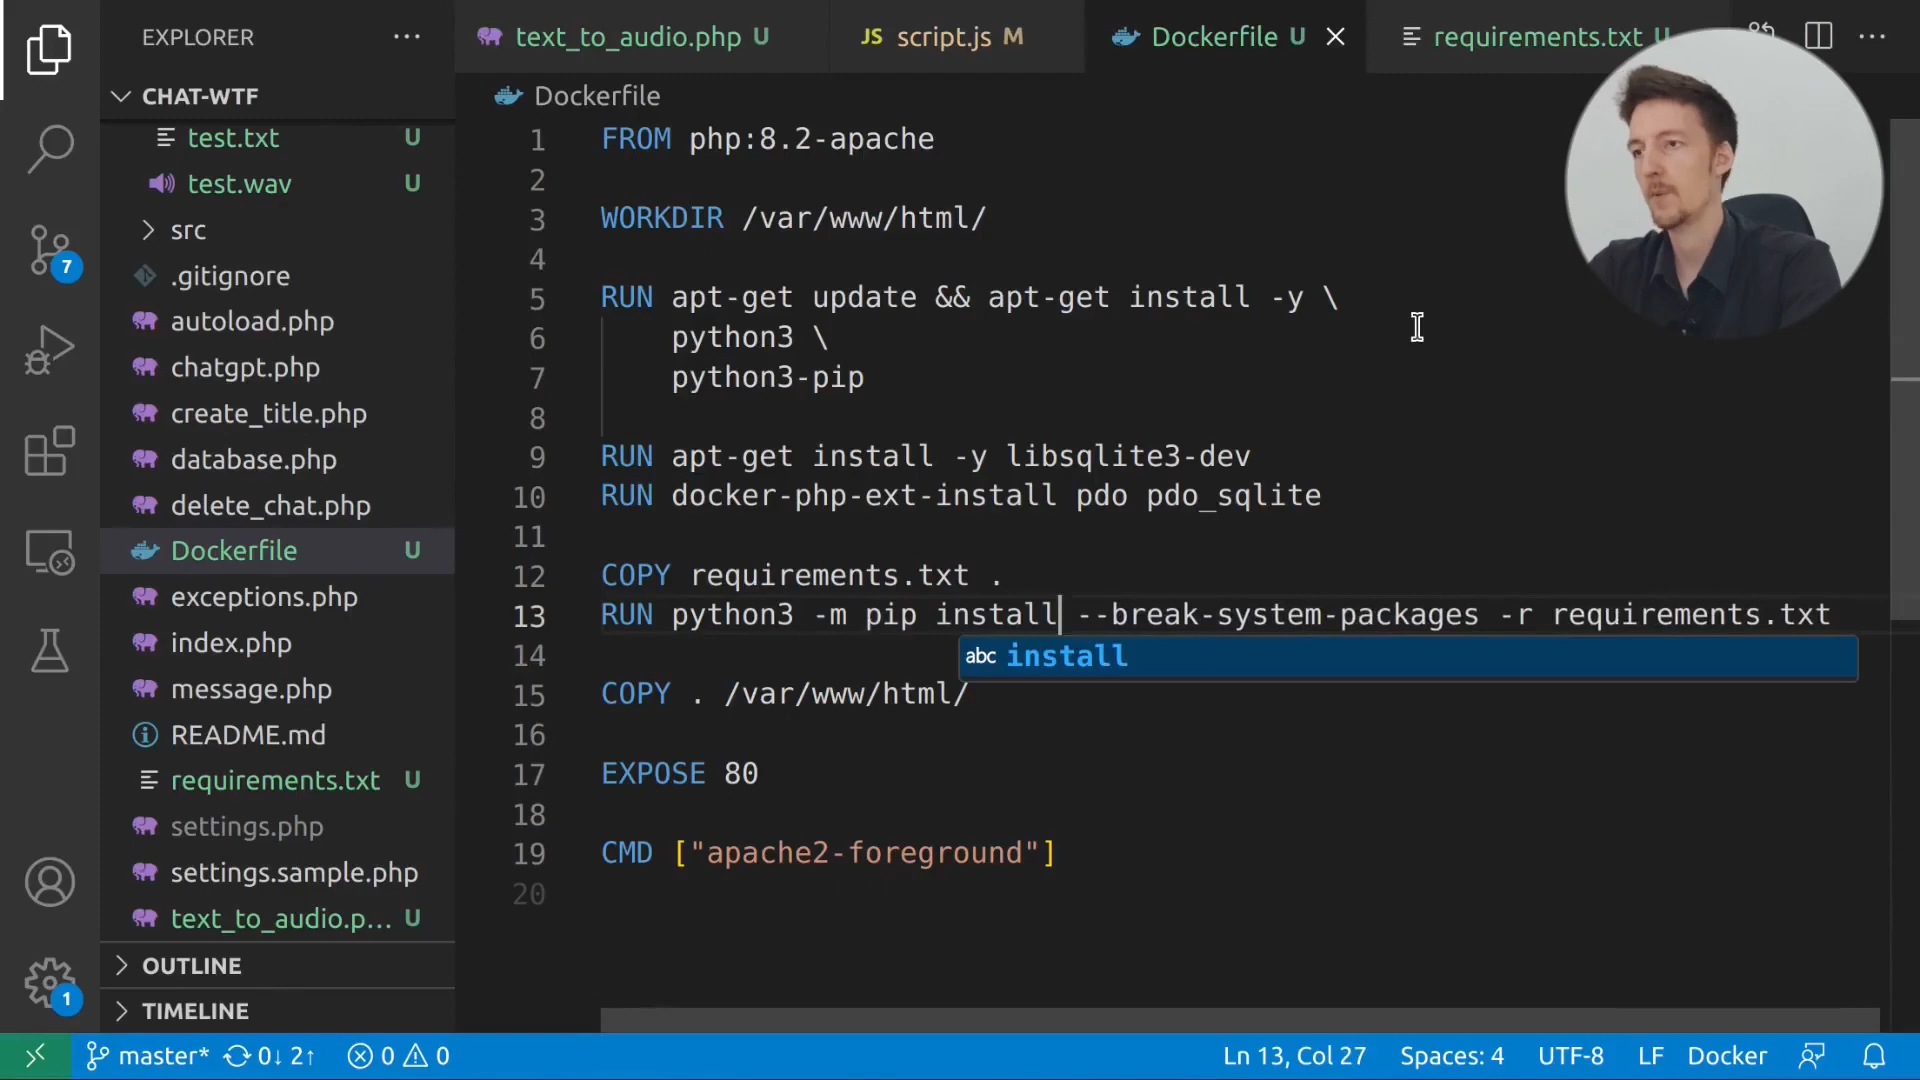 EXPLORER
CHAT-WTF
test.txt U
test.wav U
src
.gitignore
autoload.php
chatgpt.php
create_title.php
database.php
delete_chat.php
Dockerfile U
exceptions.php
index.php
message.php
README.md
requirements.txt U
settings.php
settings.sample.php
text_to_audio.p... U
OUTLINE
TIMELINE
text_to_audio.php U
JS script.js M
Dockerfile U
requirements.txt U
Dockerfile
1 FROM php:8.2-apache
2
3 WORKDIR /var/www/html/
4
5 RUN apt-get update && apt-get install -y \
6 python3 \
7 python3-pip
8
9 RUN apt-get install -y libsqlite3-dev
10 RUN docker-php-ext-install pdo pdo_sqlite
11
12 COPY requirements.txt .
13 RUN python3 -m pip install --break-system-packages -r requirements.txt
abc install
14
15 COPY . /var/www/html/
16
17 EXPOSE 80
18
19 CMD ["apache2-foreground"]
20
7
1
master* 0↓ 2↑ 0 0
Ln 13, Col 27 Spaces: 4 UTF-8 LF Docker